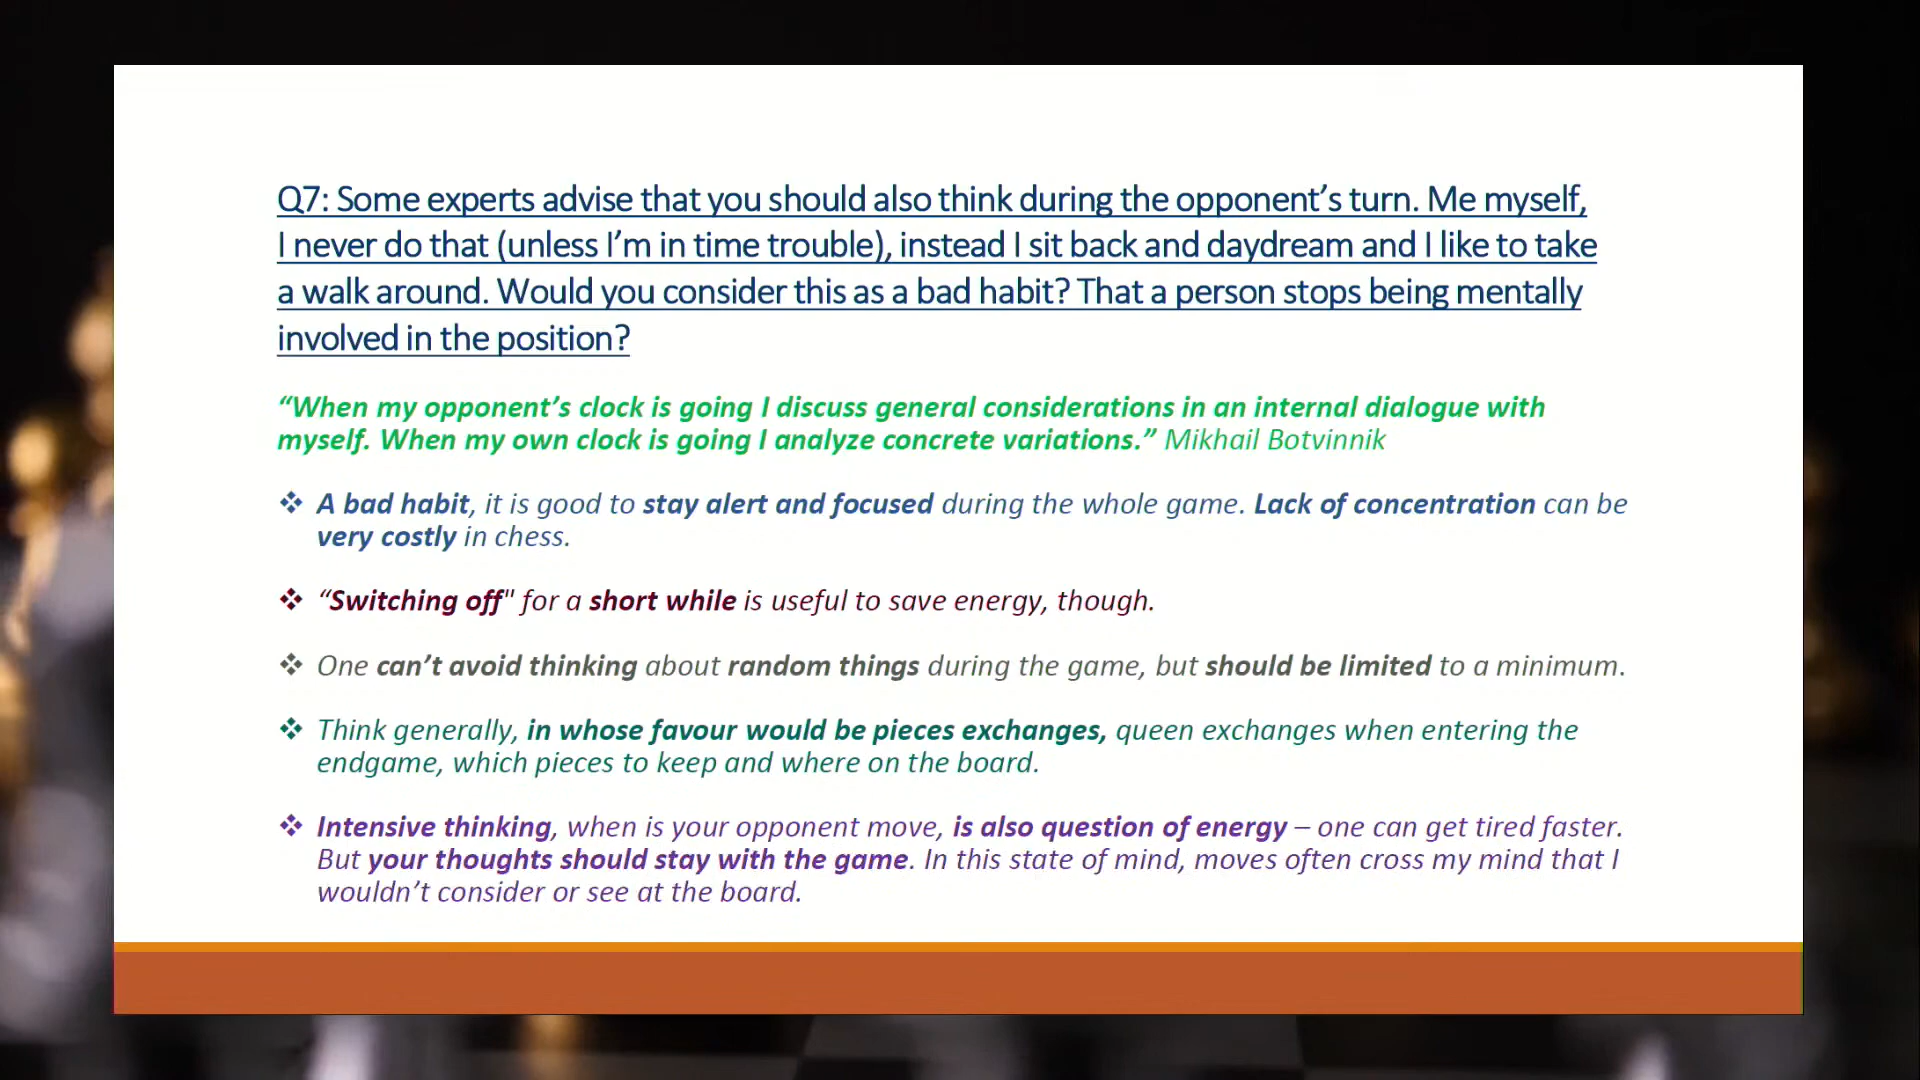 Q7: Some experts advise that you should also think during the opponent’s turn. Me myself,
I never do that (unless I’m in time trouble), instead I sit back and daydream and I like to take
a walk around. Would you consider this as a bad habit? That a person stops being mentally
involved in the position?
“When my opponent’s clock is going I discuss general considerations in an internal dialogue with
myself. When my own clock is going I analyze concrete variations.” Mikhail Botvinnik
❖ A bad habit, it is good to stay alert and focused during the whole game. Lack of concentration can be
very costly in chess.
❖ “Switching off" for a short while is useful to save energy, though.
❖ One can’t avoid thinking about random things during the game, but should be limited to a minimum.
❖ Think generally, in whose favour would be pieces exchanges, queen exchanges when entering the
endgame, which pieces to keep and where on the board.
❖ Intensive thinking, when is your opponent move, is also question of energy – one can get tired faster.
But your thoughts should stay with the game. In this state of mind, moves often cross my mind that I
wouldn’t consider or see at the board.